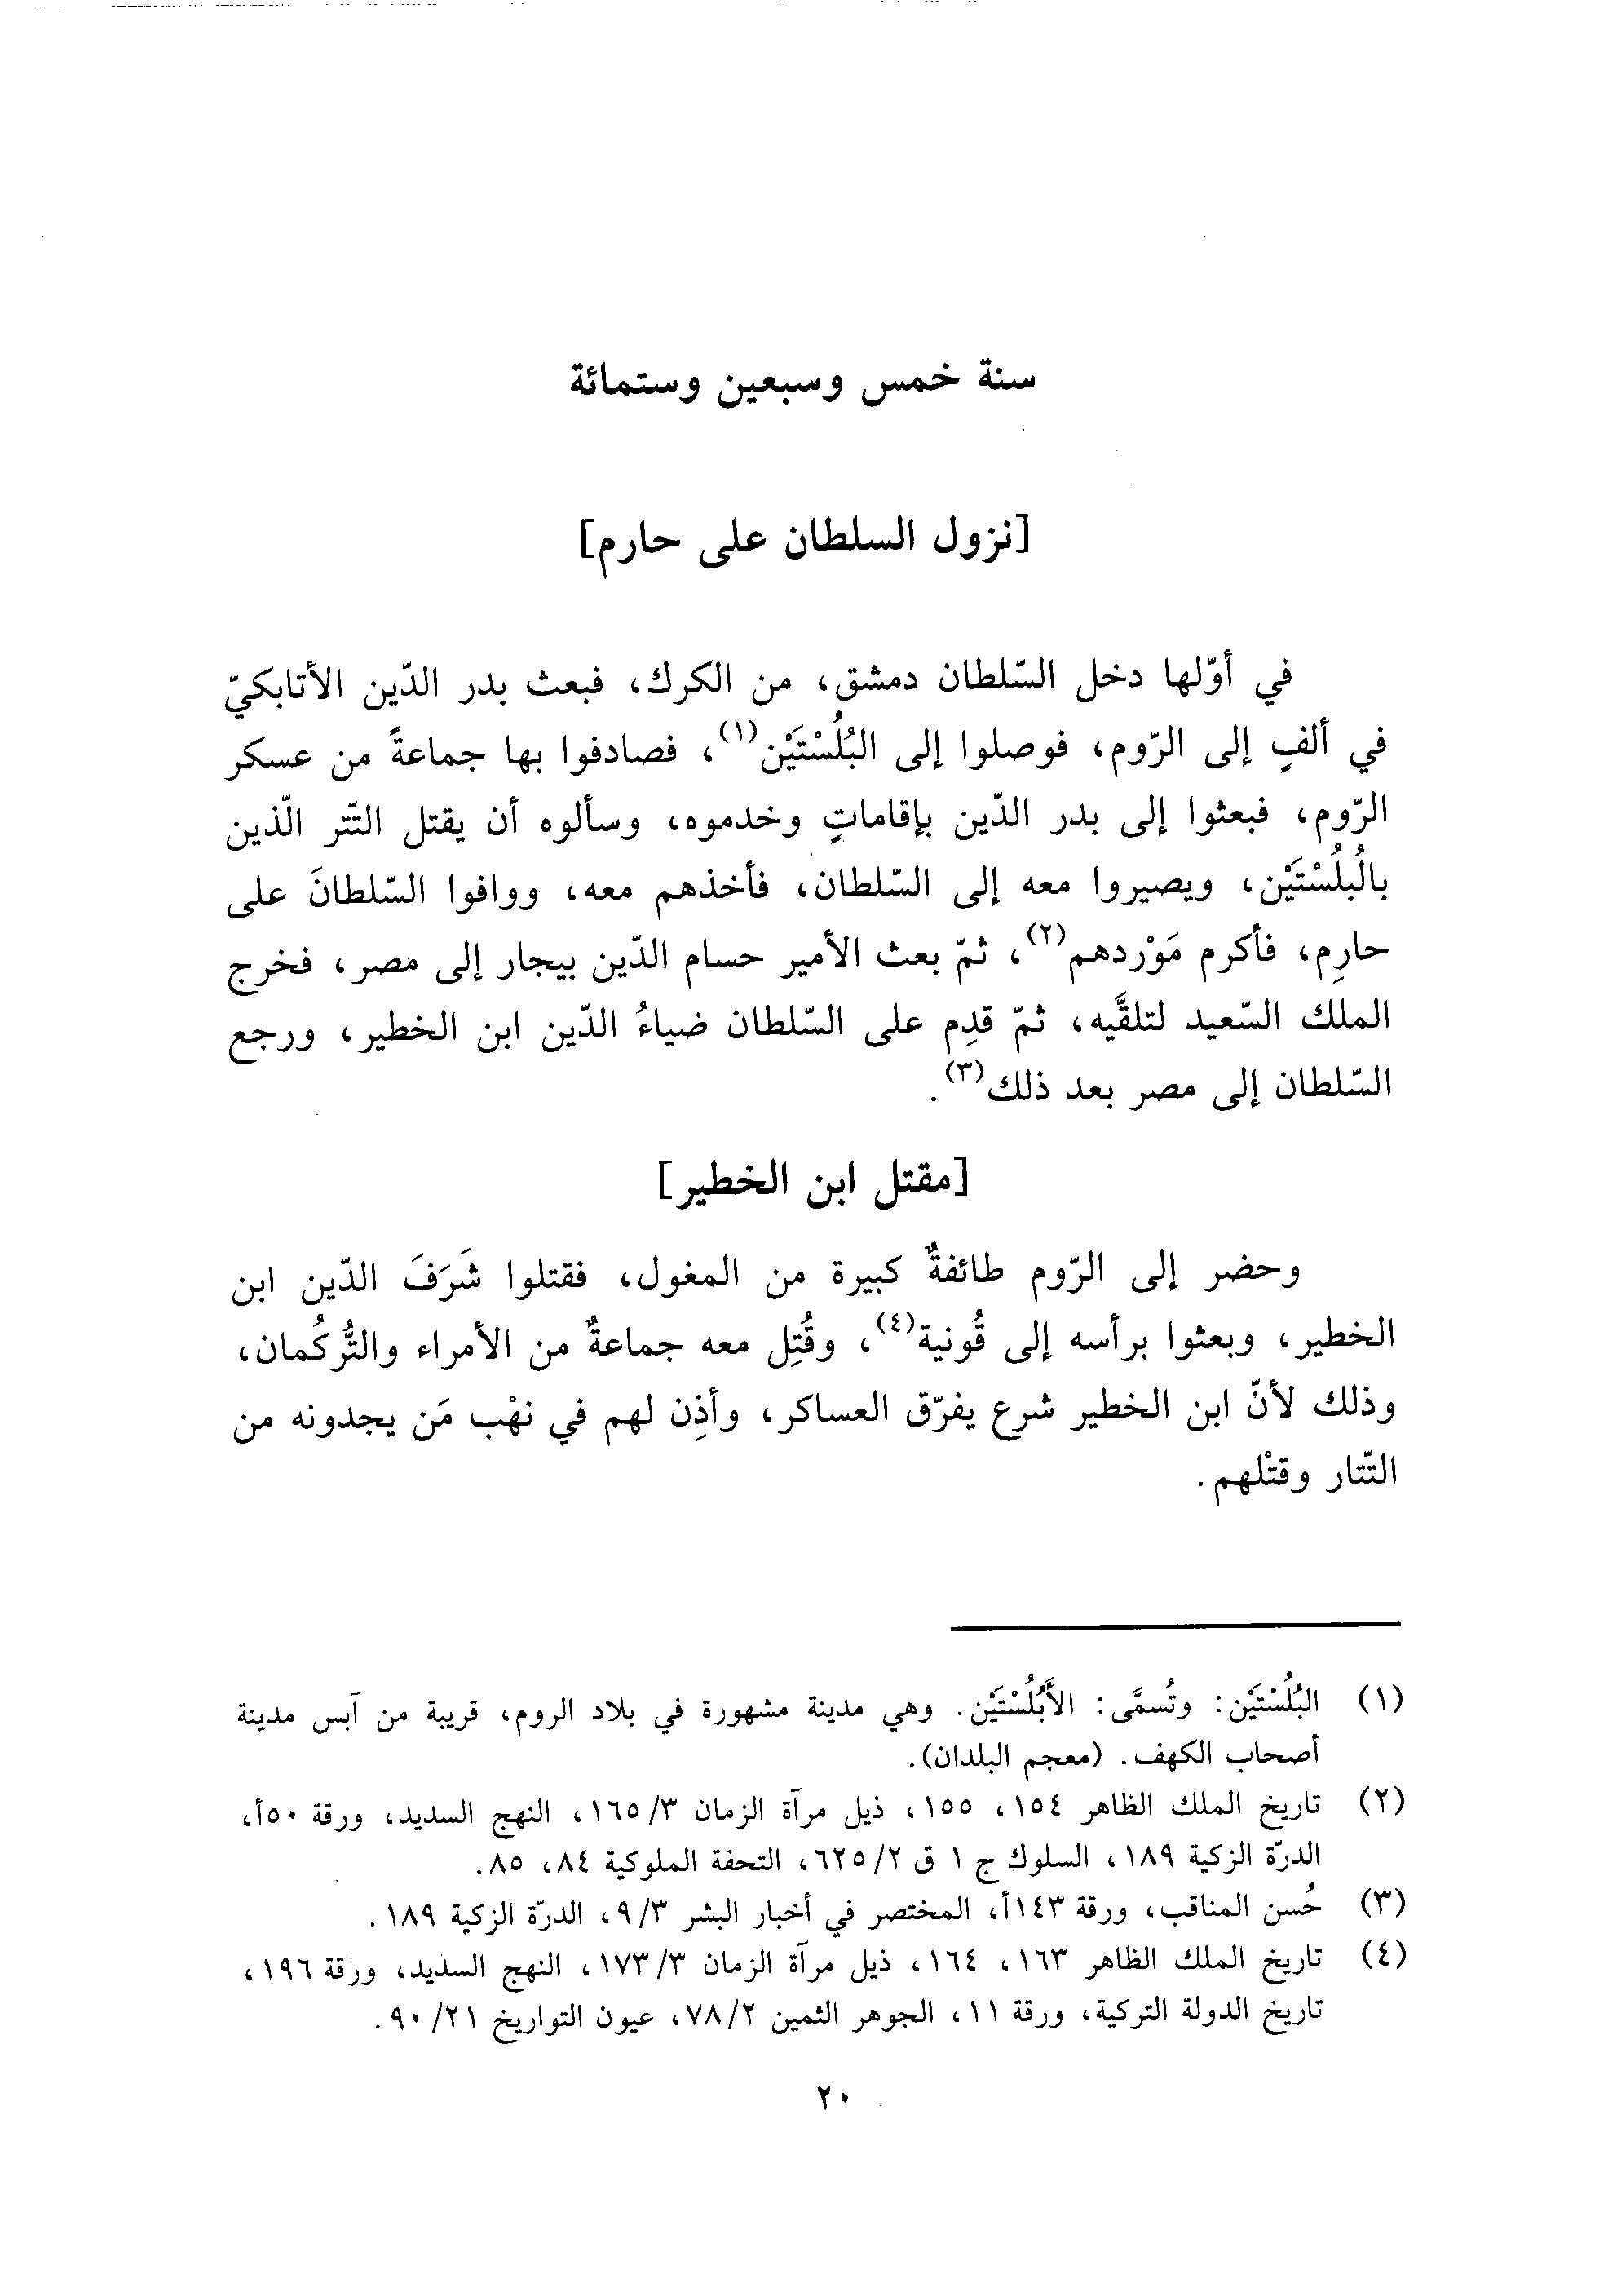 سنة خمس وسبعين وستمائة
[نزول السلطان على حارم]
في أوّلها دخل السّلطان دمشق، من الكرك، فبعث بدر الدّين الأتابكيّ
في ألفٍ إلى الرّوم، فوصلوا إلى البُلُسْتَيْن(١)، فصادفوا بها جماعةً من عسكر
الرّوم، فبعثوا إلى بدر الدّين بإقاماتٍ وخدموه، وسألوه أن يقتل التّتر الّذين
بالُبلُسْتَيْن، ويصيروا معه إلى السّلطان، فأخذهم معه، ووافوا السّلطانَ على
حارِم، فأكرم مَوْردهم(٢)، ثمّ بعث الأمير حسام الدّين بيجار إلى مصر، فخرج
الملك السّعيد لتلقَّيه، ثمّ قدِم على السّلطان ضياءُ الدّين ابن الخطير، ورجع
السّلطان إلى مصر بعد ذلك(٣).
[مقتل ابن الخطير]
وحضر إلى الرّوم طائفةٌ كبيرة من المغول، فقتلوا شَرَفَ الدّين ابن
الخطير، وبعثوا برأسه إلى قُونية(٤)، وقُتِل معه جماعةٌ من الأمراء والتُّركُمان،
وذلك لأنّ ابن الخطير شرع يفرّق العساكر، وأذِن لهم في نهْب مَن يجدونه من
التّتار وقتْلهم.
(١) البُلُسْتَيْن: وتُسمَّى: الأَبُلُسْتَيْن. وهي مدينة مشهورة في بلاد الروم، قريبة من آبس مدينة
أصحاب الكهف. (معجم البلدان).
(٢) تاريخ الملك الظاهر ١٥٤، ١٥٥، ذيل مرآة الزمان ١٦٥/٣، النهج السديد، ورقة ٥٠أ،
الدرّة الزكية ١٨٩، السلوك ج ١ ق ٦٢٥/٢، التحفة الملوكية ٨٤، ٨٥.
(٣) حُسن المناقب، ورقة ١٤٣أ، المختصر في أخبار البشر ٩/٣، الدرّة الزكية ١٨٩.
(٤) تاريخ الملك الظاهر ١٦٣، ١٦٤، ذيل مرآة الزمان ١٧٣/٣، النهج السديد، ورقة ١٩٦،
تاريخ الدولة التركية، ورقة ١١، الجوهر الثمين ٧٨/٢، عيون التواريخ ٩٠/٢١.
٢٠